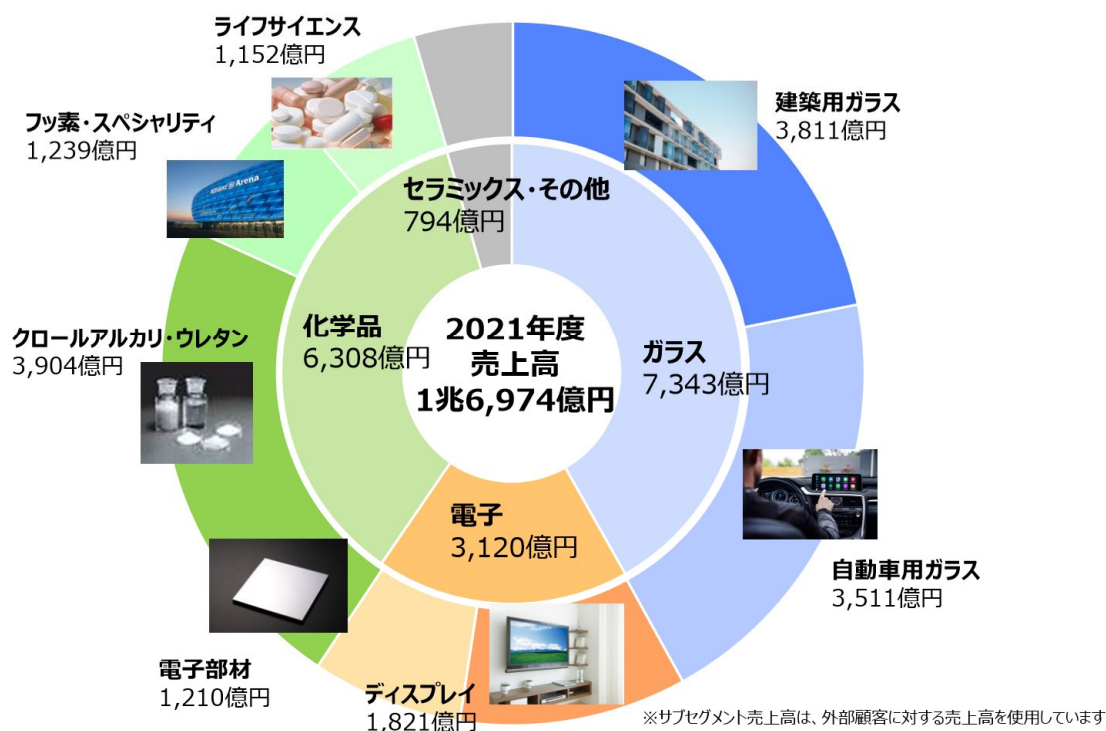 ライフサイエンス
1,152億円
建築用ガラス
3,811億円
フッ素・スペシャリティ
1,239億円
Allianz Arena
セラミックス・その他
794億円
クロールアルカリ・ウレタン
3,904億円
化学品
6,308億円
2021年度
売上高
1兆6,974億円
ガラス
7,343億円
電子
3,120億円
自動車用ガラス
3,511億円
電子部材
1,210億円
ディスプレイ
1,821億円
※サブセグメント売上高は、外部顧客に対する売上高を使用しています